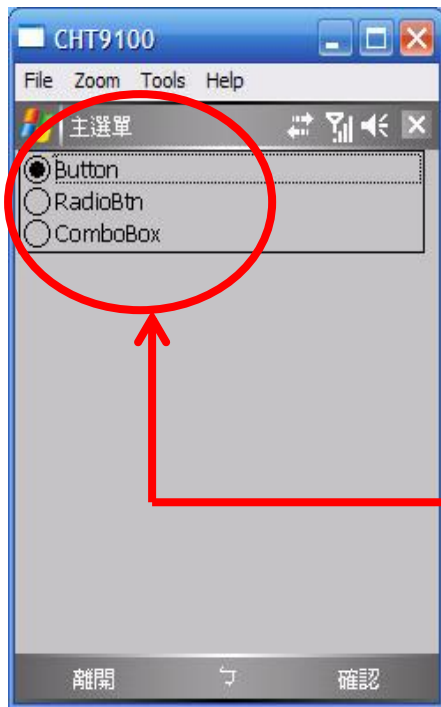 CHT9100
File Zoom Tools Help
主選單
Button
RadioBtn
ComboBox
離開 ㄅ 確認